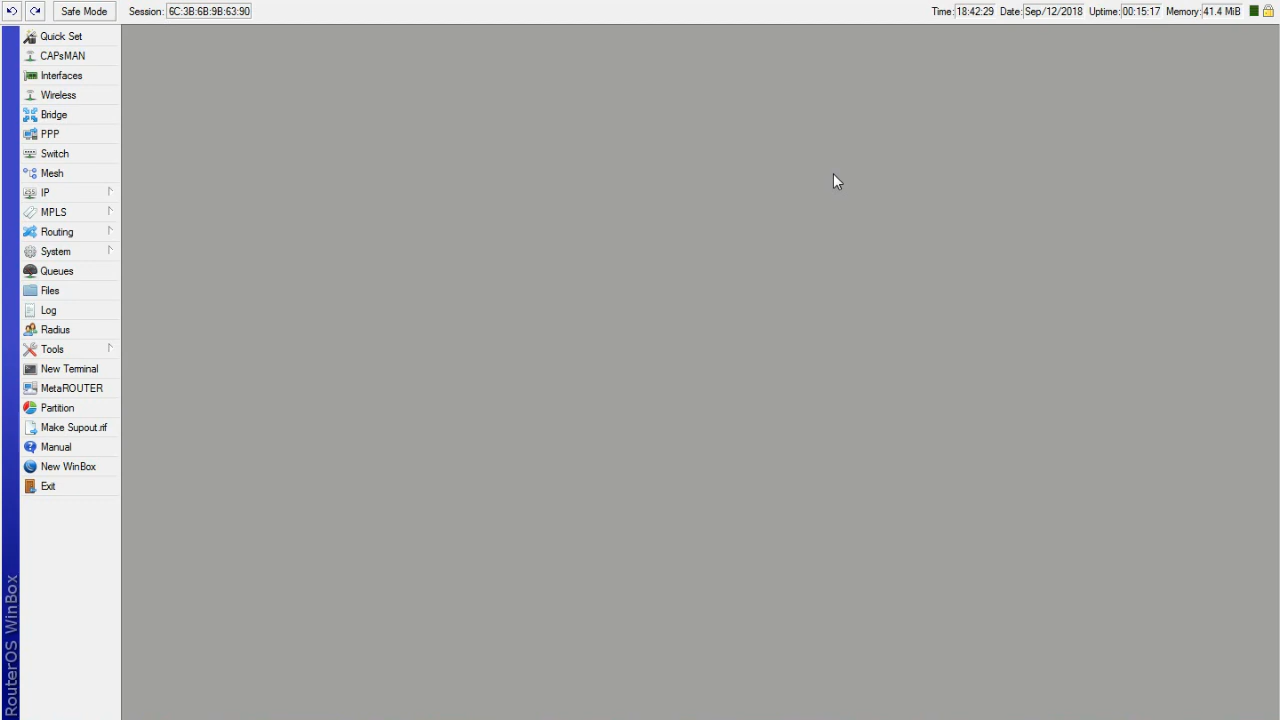 Safe Mode Session: 6C:3B:6B:9B:63:90 Time: 18:42:29 Date: Sep/12/2018 Uptime: 00:15:17 Memory: 41.4 MiB
Quick Set
CAPsMAN
Interfaces
Wireless
Bridge
PPP
Switch
Mesh
IP
MPLS
Routing
System
Queues
Files
Log
Radius
Tools
New Terminal
MetaROUTER
Partition
Make Supout.rif
Manual
New WinBox
Exit
RouterOS WinBox